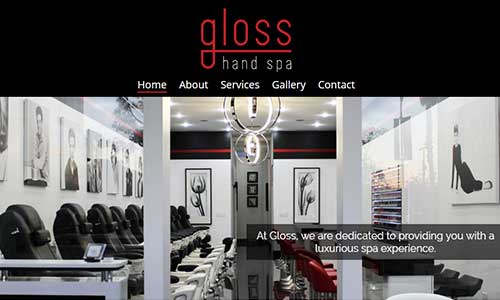 gloss
hand spa
Home About Services Gallery Contact
At Gloss, we are dedicated to providing you with a
luxurious spa experience.